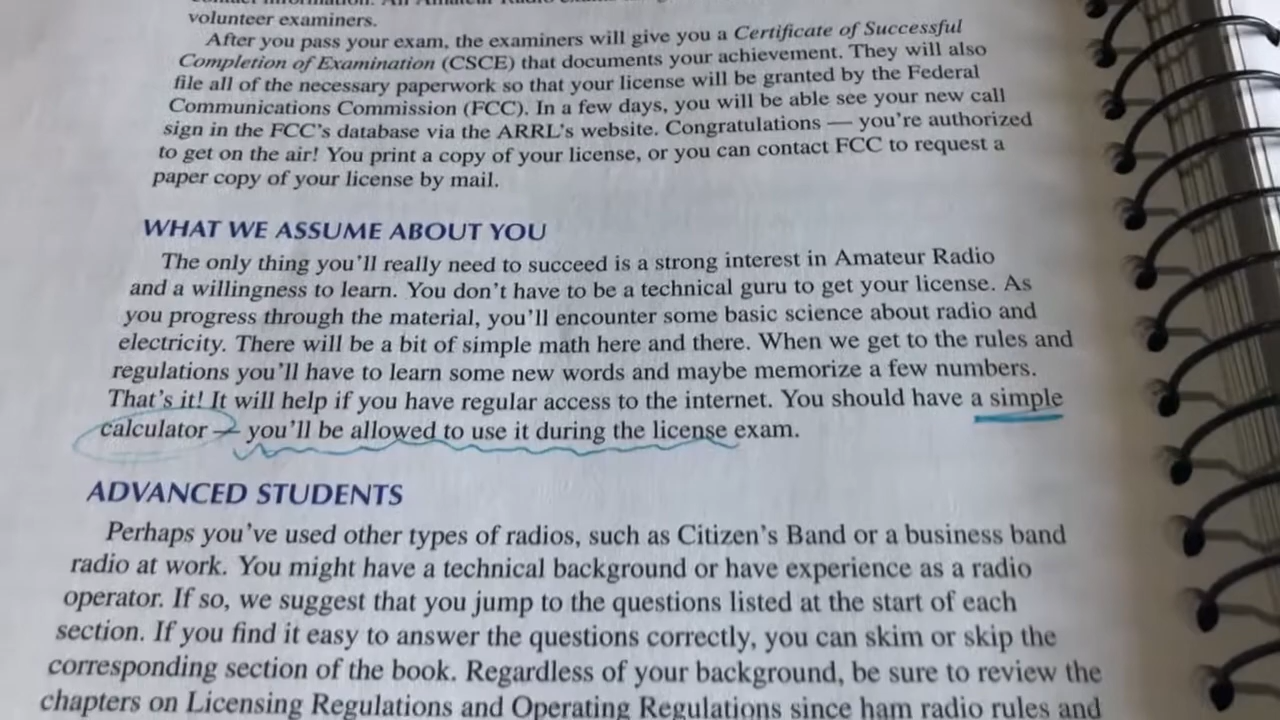 volunteer examiners.
After you pass your exam, the examiners will give you a Certificate of Successful
Completion of Examination (CSCE) that documents your achievement. They will also
file all of the necessary paperwork so that your license will be granted by the Federal
Communications Commission (FCC). In a few days, you will be able see your new call
sign in the FCC's database via the ARRL's website. Congratulations — you're authorized
to get on the air! You print a copy of your license, or you can contact FCC to request a
paper copy of your license by mail.
WHAT WE ASSUME ABOUT YOU
The only thing you'll really need to succeed is a strong interest in Amateur Radio
and a willingness to learn. You don't have to be a technical guru to get your license. As
you progress through the material, you'll encounter some basic science about radio and
electricity. There will be a bit of simple math here and there. When we get to the rules and
regulations you'll have to learn some new words and maybe memorize a few numbers.
That's it! It will help if you have regular access to the internet. You should have a simple
calculator — you'll be allowed to use it during the license exam.
ADVANCED STUDENTS
Perhaps you've used other types of radios, such as Citizen's Band or a business band
radio at work. You might have a technical background or have experience as a radio
operator. If so, we suggest that you jump to the questions listed at the start of each
section. If you find it easy to answer the questions correctly, you can skim or skip the
corresponding section of the book. Regardless of your background, be sure to review the
chapters on Licensing Regulations and Operating Regulations since ham radio rules and